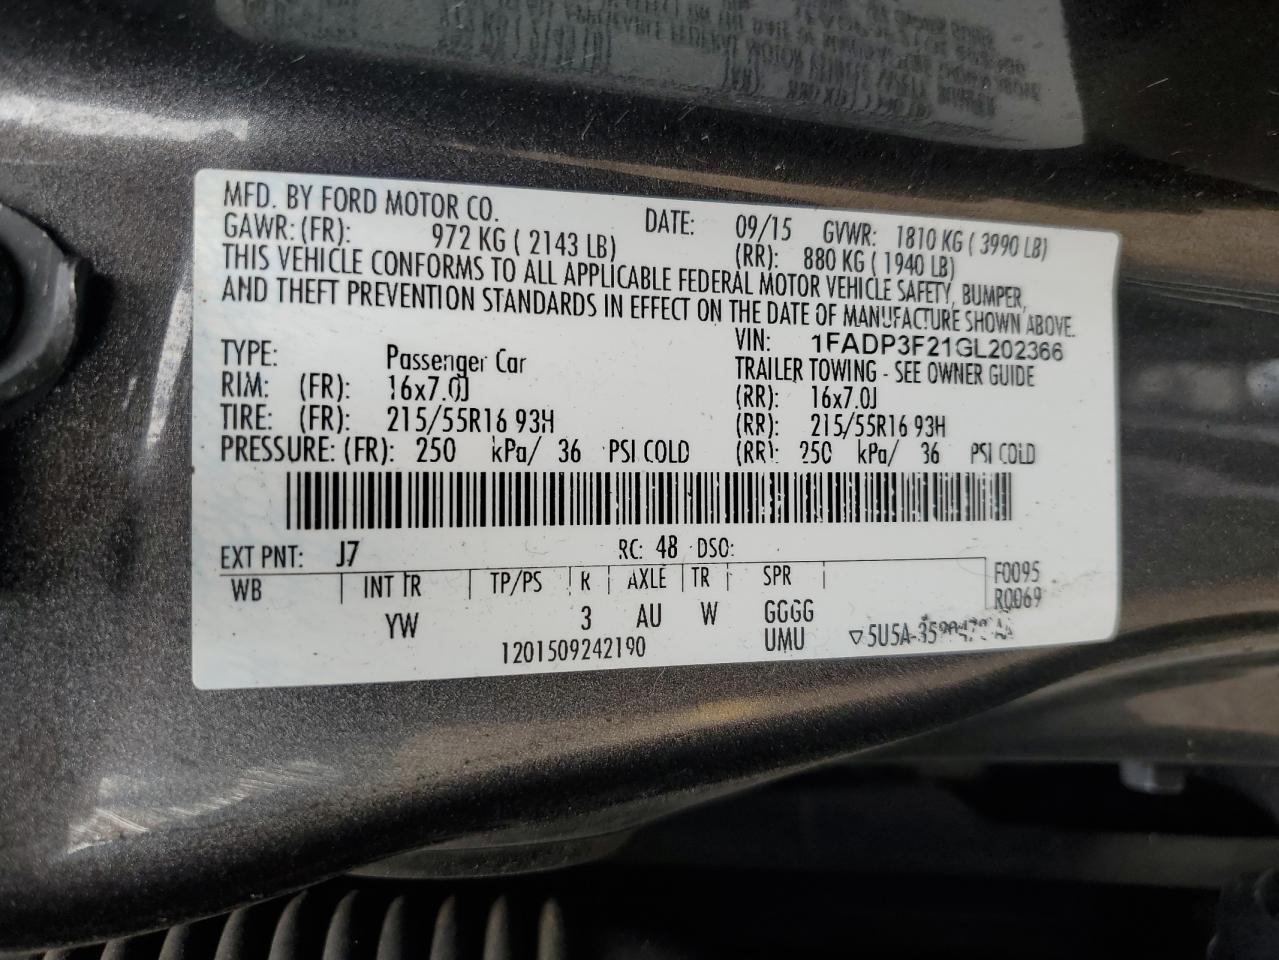 MFD. BY FORD MOTOR CO. DATE: 09/15 GVWR: 1810 KG ( 3990 LB)
GAWR: (FR): 972 KG ( 2143 LB) (RR): 880 KG ( 1940 LB)
THIS VEHICLE CONFORMS TO ALL APPLICABLE FEDERAL MOTOR VEHICLE SAFETY, BUMPER,
AND THEFT PREVENTION STANDARDS IN EFFECT ON THE DATE OF MANUFACTURE SHOWN ABOVE.
VIN: 1FADP3F21GL202366
TYPE: Passenger Car TRAILER TOWING - SEE OWNER GUIDE
RIM: (FR): 16x7.0J (RR): 16x7.0J
TIRE: (FR): 215/55R16 93H (RR): 215/55R16 93H
PRESSURE: (FR): 250 kPa/ 36 PSI COLD (RR): 250 kPa/ 36 PSI COLD
EXT PNT: J7 RC: 48 DSO:
WB INT TR TP/PS R AXLE TR SPR F0095
R0069
YW 3 AU W GGGG
1201509242190 UMU ▽5U5A-